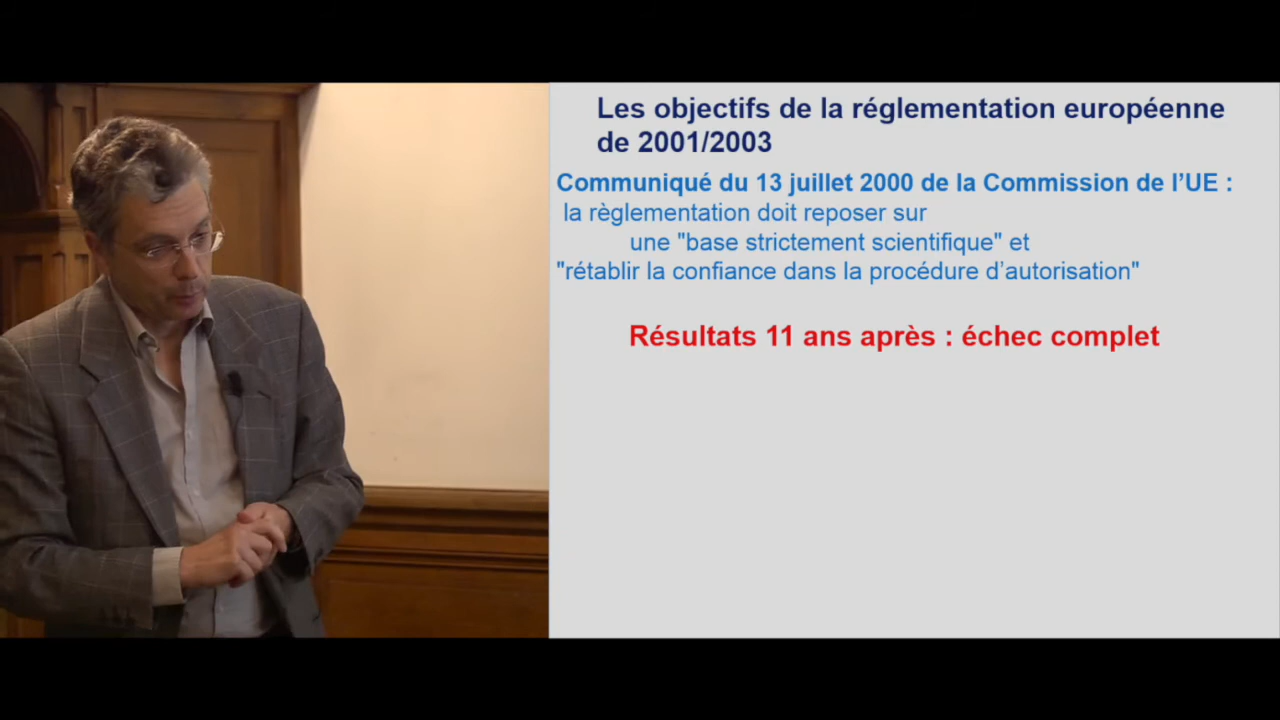 Les objectifs de la réglementation européenne
de 2001/2003
Communiqué du 13 juillet 2000 de la Commission de l’UE :
la règlementation doit reposer sur
une "base strictement scientifique" et
"rétablir la confiance dans la procédure d’autorisation"
Résultats 11 ans après : échec complet